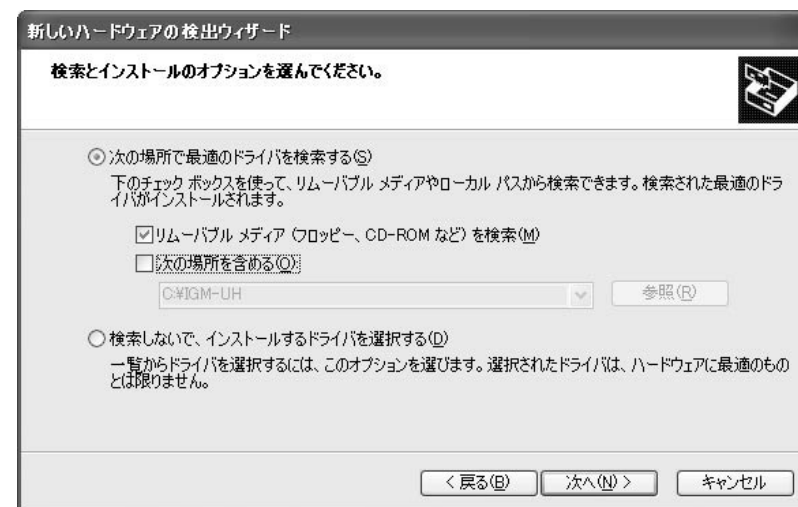 新しいハードウェアの検出ウィザード
検索とインストールのオプションを選んでください。
次の場所で最適のドライバを検索する(S)
下のチェック ボックスを使って、リムーバブル メディアやローカル パスから検索できます。検索された最適のドラ
イバがインストールされます。
リムーバブル メディア (フロッピー、CD-ROM など) を検索(M)
次の場所を含める(O):
C:¥IGM-UH
参照(R)
検索しないで、インストールするドライバを選択する(D)
一覧からドライバを選択するには、このオプションを選びます。選択されたドライバは、ハードウェアに最適のもの
とは限りません。
< 戻る(B)
次へ(N) >
キャンセル